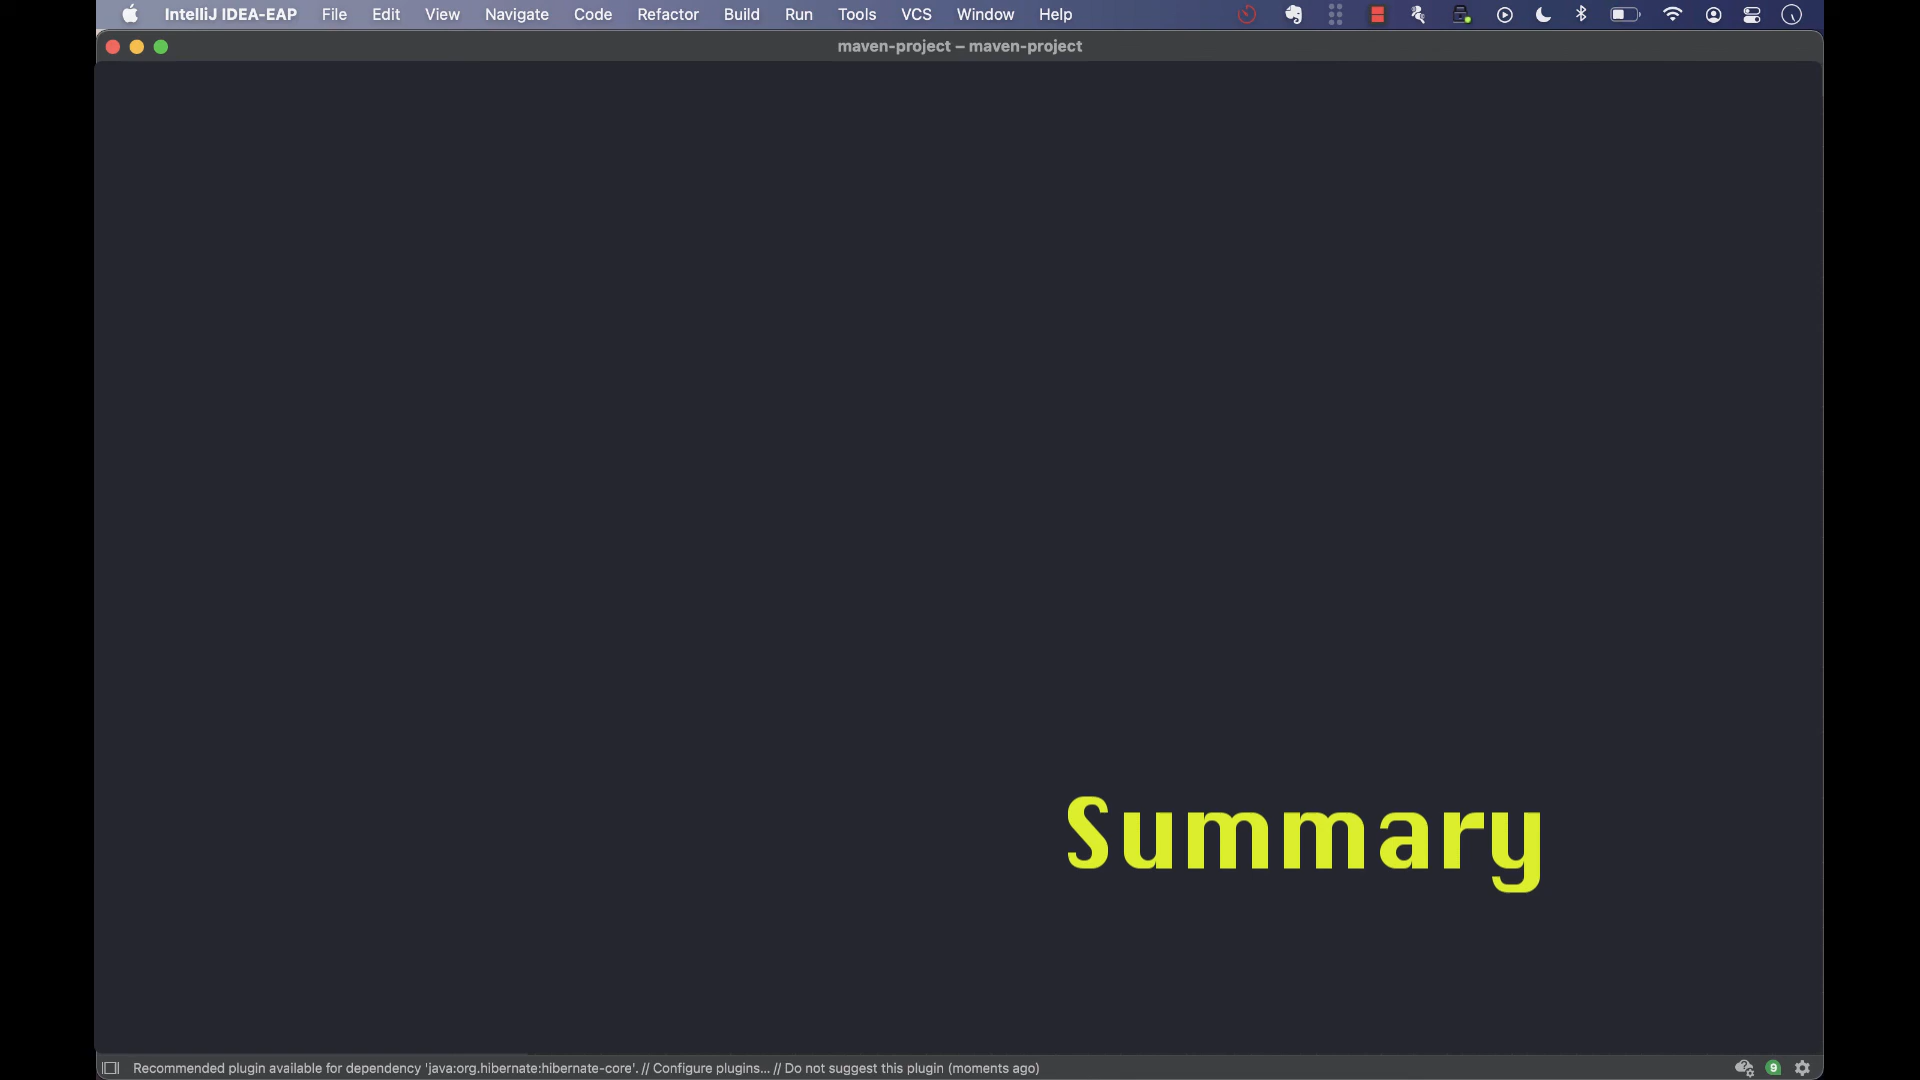 IntelliJ IDEA-EAP File Edit View Navigate Code Refactor Build Run Tools VCS Window Help
maven-project – maven-project
Summary
Recommended plugin available for dependency 'java:org.hibernate:hibernate-core'. // Configure plugins... // Do not suggest this plugin (moments ago)
9